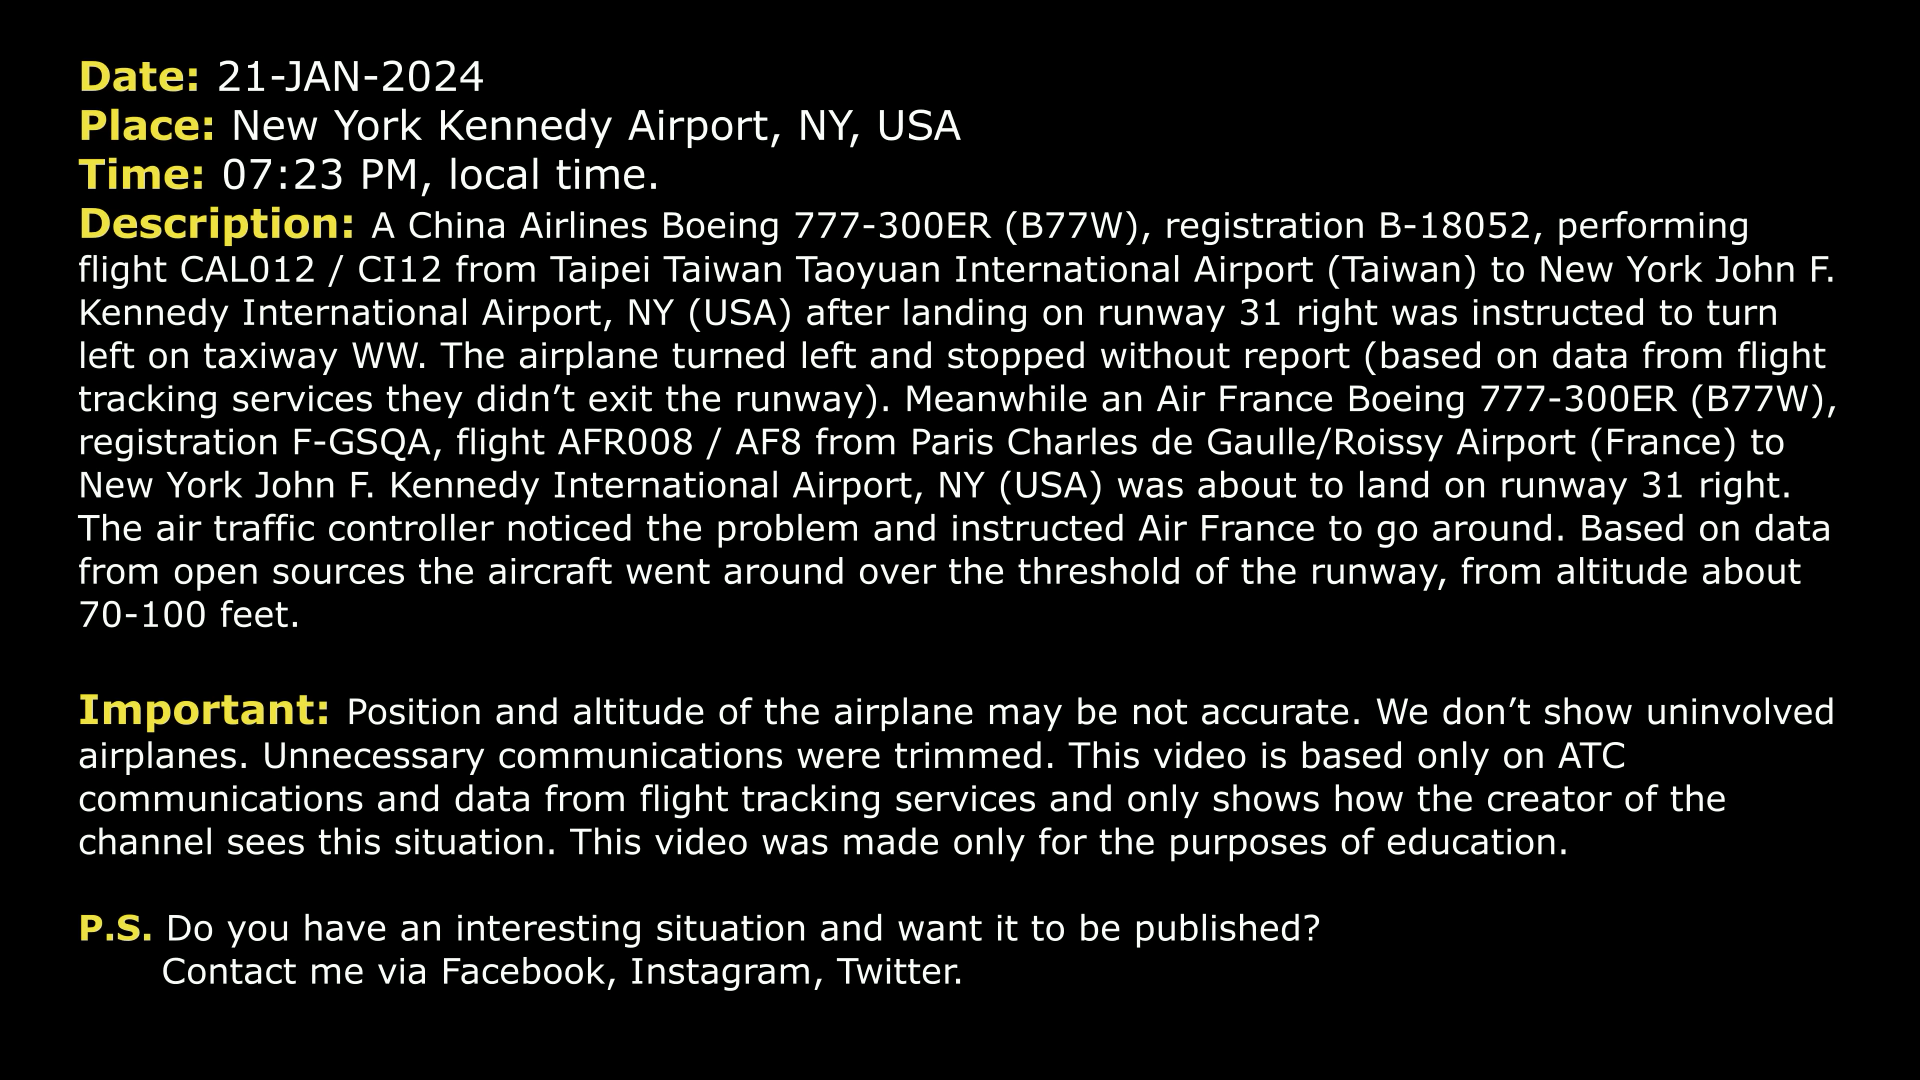 Date: 21-JAN-2024
Place: New York Kennedy Airport, NY, USA
Time: 07:23 PM, local time.
Description: A China Airlines Boeing 777-300ER (B77W), registration B-18052, performing
flight CAL012 / CI12 from Taipei Taiwan Taoyuan International Airport (Taiwan) to New York John F.
Kennedy International Airport, NY (USA) after landing on runway 31 right was instructed to turn
left on taxiway WW. The airplane turned left and stopped without report (based on data from flight
tracking services they didn’t exit the runway). Meanwhile an Air France Boeing 777-300ER (B77W),
registration F-GSQA, flight AFR008 / AF8 from Paris Charles de Gaulle/Roissy Airport (France) to
New York John F. Kennedy International Airport, NY (USA) was about to land on runway 31 right.
The air traffic controller noticed the problem and instructed Air France to go around. Based on data
from open sources the aircraft went around over the threshold of the runway, from altitude about
70-100 feet.
Important: Position and altitude of the airplane may be not accurate. We don’t show uninvolved
airplanes. Unnecessary communications were trimmed. This video is based only on ATC
communications and data from flight tracking services and only shows how the creator of the
channel sees this situation. This video was made only for the purposes of education.
P.S. Do you have an interesting situation and want it to be published?
Contact me via Facebook, Instagram, Twitter.